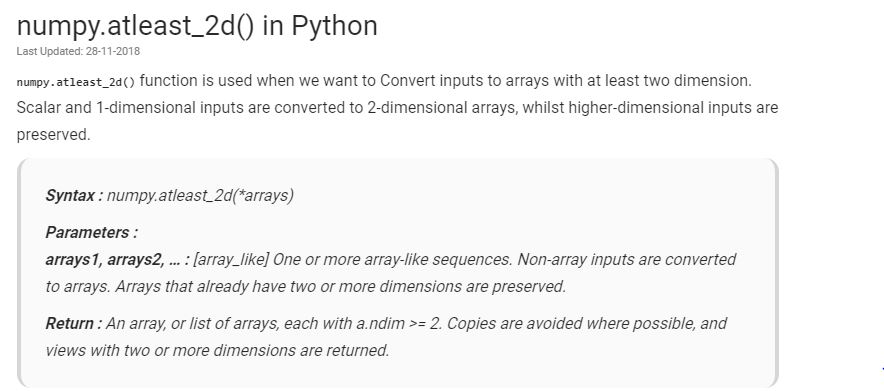 numpy.atleast_2d() in Python
Last Updated: 28-11-2018
numpy.atleast_2d() function is used when we want to Convert inputs to arrays with at least two dimension.
Scalar and 1-dimensional inputs are converted to 2-dimensional arrays, whilst higher-dimensional inputs are
preserved.
Syntax : numpy.atleast_2d(*arrays)
Parameters :
arrays1, arrays2, ... : [array_like] One or more array-like sequences. Non-array inputs are converted
to arrays. Arrays that already have two or more dimensions are preserved.
Return : An array, or list of arrays, each with a.ndim >= 2. Copies are avoided where possible, and
views with two or more dimensions are returned.